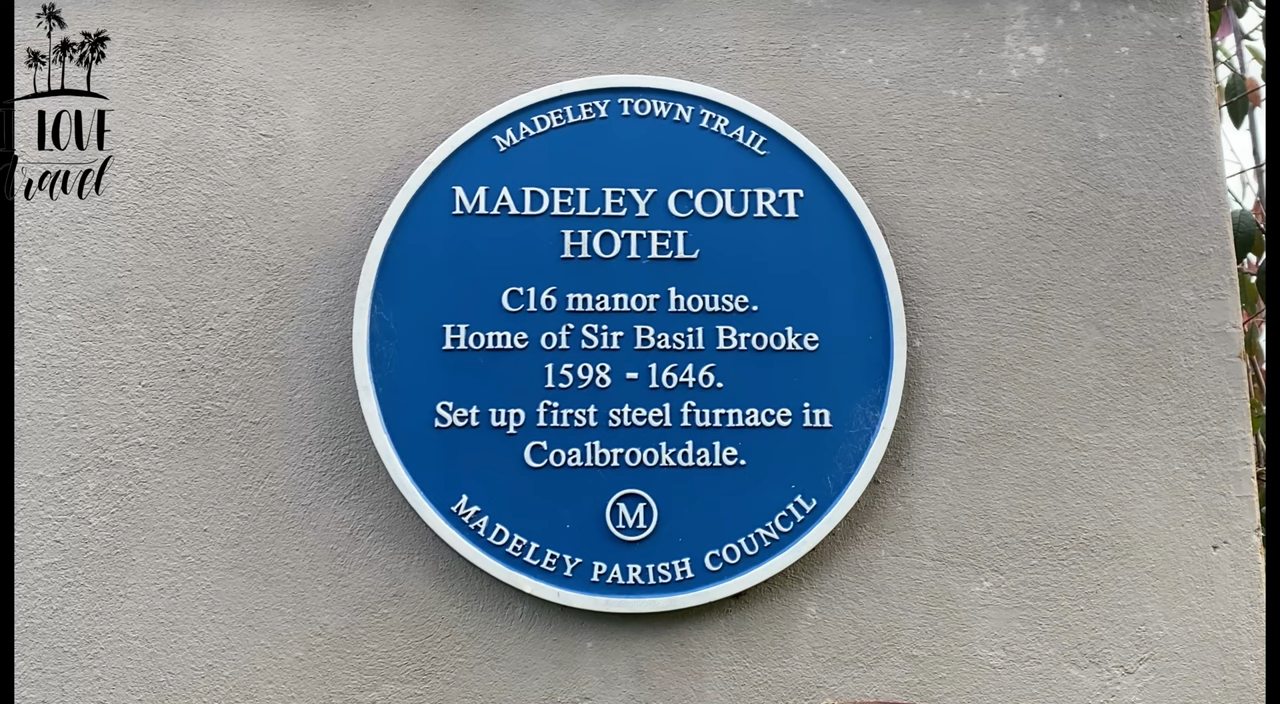 I LOVE
travel
MADELEY TOWN TRAIL
MADELEY COURT
HOTEL
C16 manor house.
Home of Sir Basil Brooke
1598 - 1646.
Set up first steel furnace in
Coalbrookdale.
M
MADELEY PARISH COUNCIL